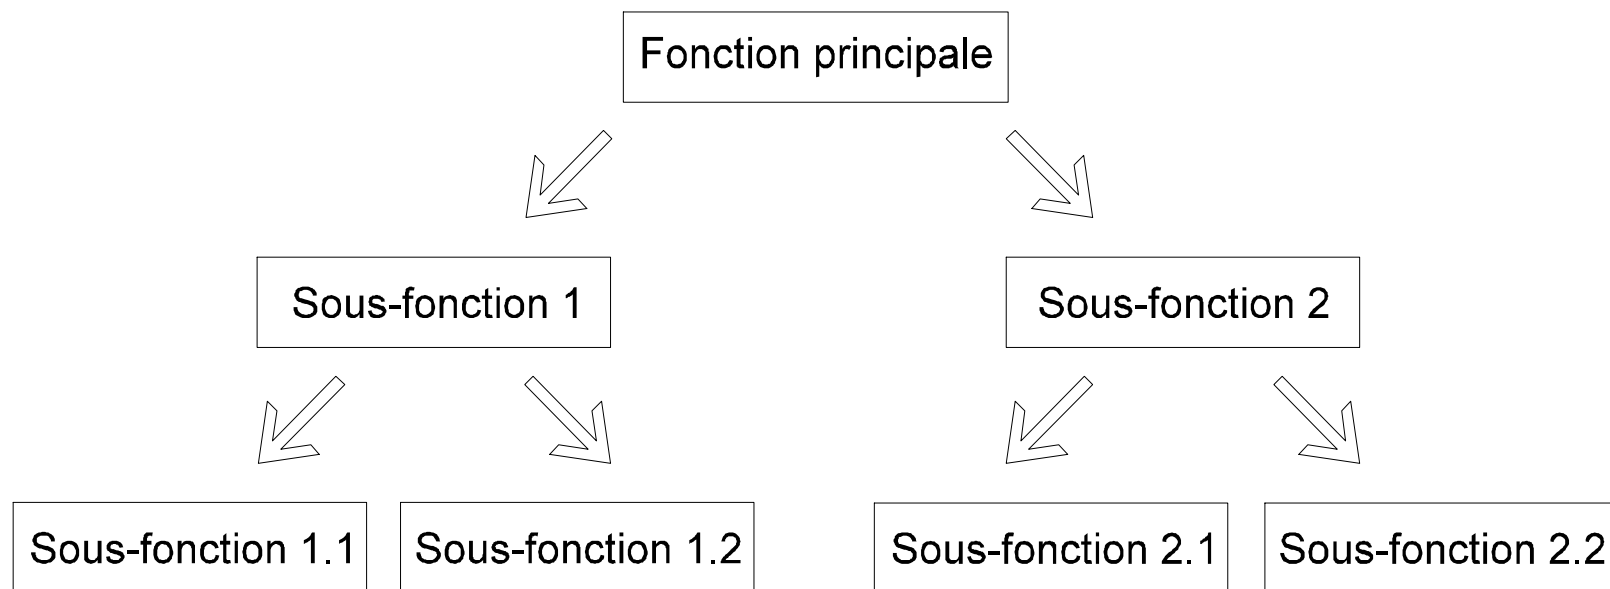 Fonction principale
Sous-fonction 1
Sous-fonction 2
Sous-fonction 1.1
Sous-fonction 1.2
Sous-fonction 2.1
Sous-fonction 2.2